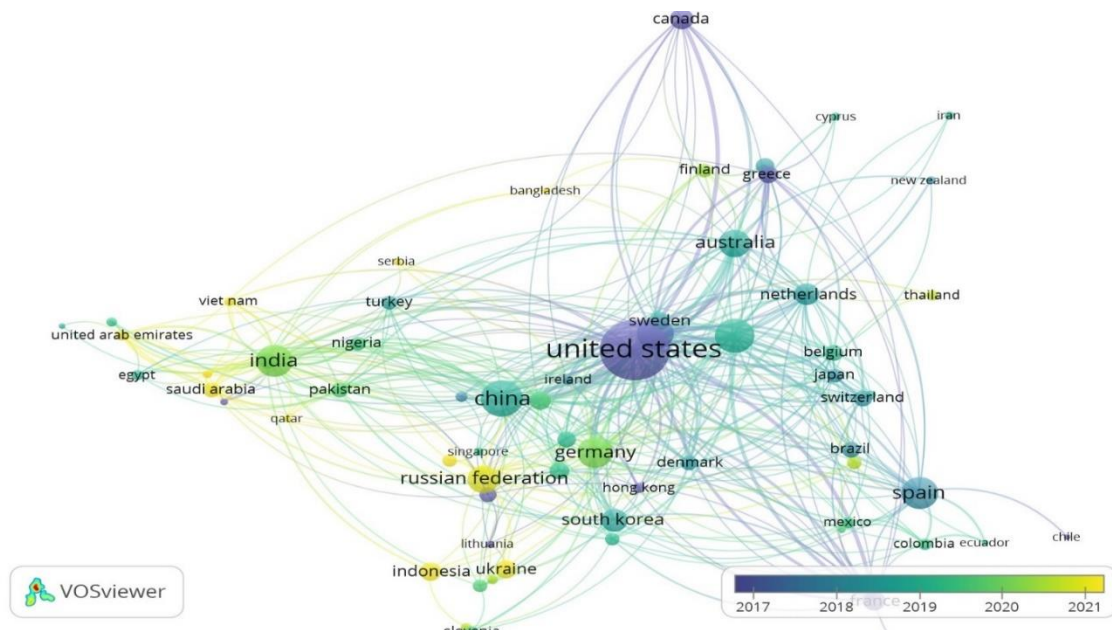 canada
cyprus
iran
finland
greece
new zealand
bangladesh
australia
serbia
viet nam
turkey
netherlands
thailand
sweden
united arab emirates
nigeria
united states
belgium
india
egypt
saudi arabia
pakistan
ireland
japan
china
switzerland
qatar
singapore
germany
brazil
russian federation
denmark
hong kong
spain
south korea
mexico
lithuania
colombia
ecuador
chile
indonesia
ukraine
VOSviewer
2017
2018
2019
2020
2021
france
slovenia